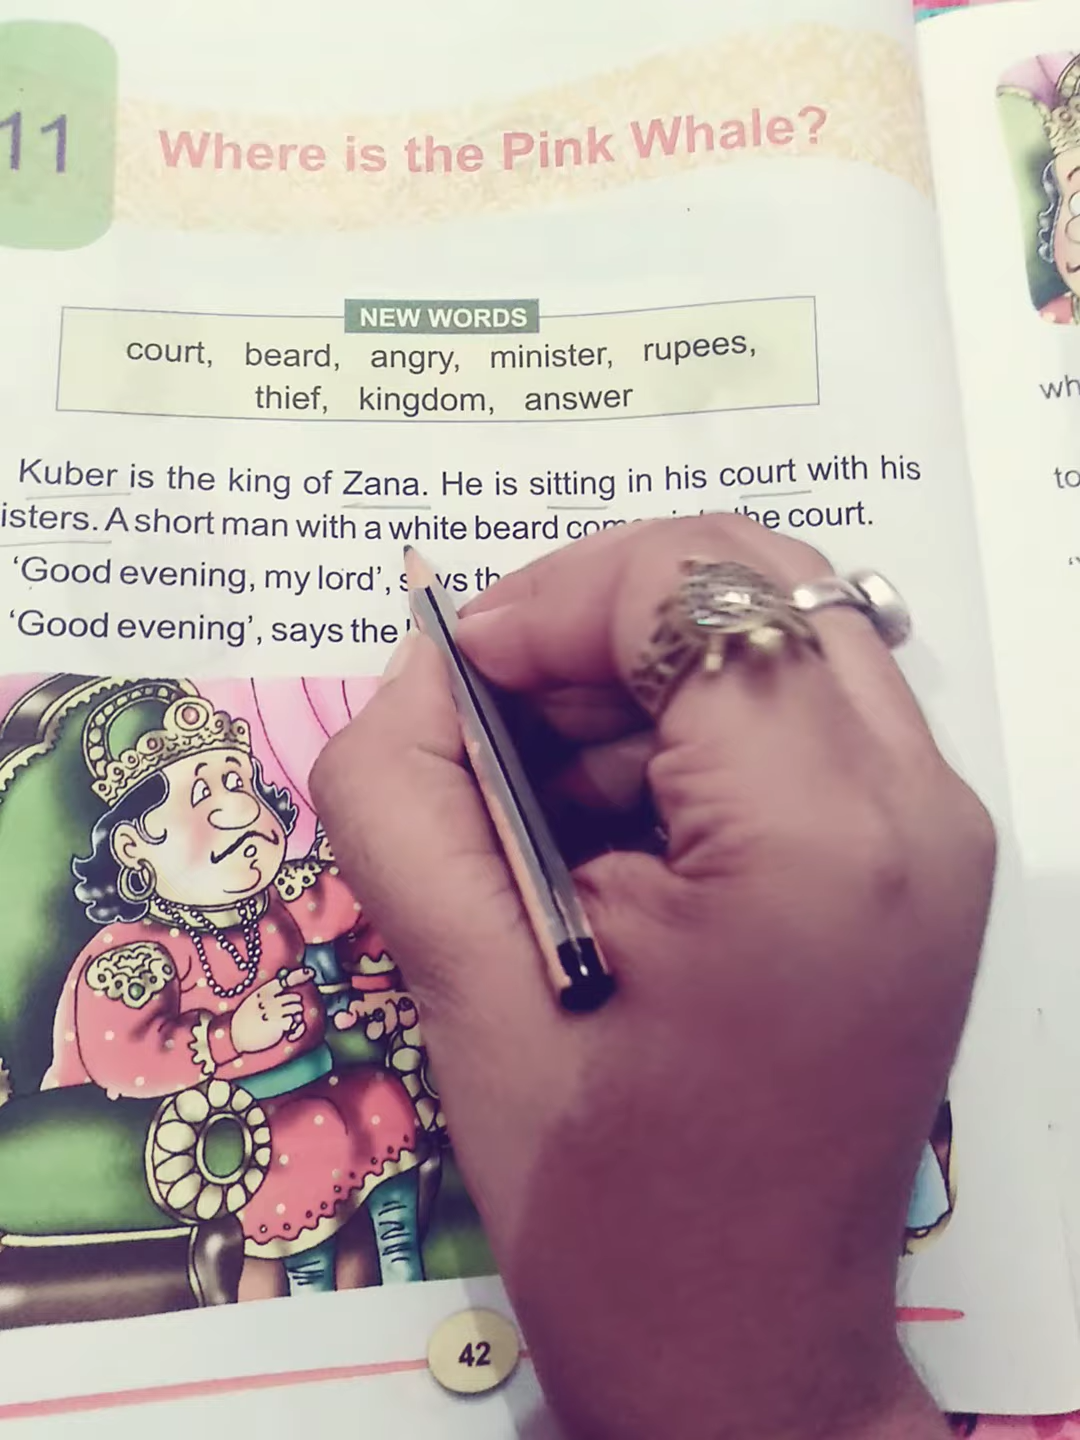 11
Where is the Pink Whale?
NEW WORDS
court, beard, angry, minister, rupees,
thief, kingdom, answer
Kuber is the king of Zana. He is sitting in his court with his
isters. A short man with a white beard the court.
‘Good evening, my lord’,
‘Good evening’, says the
42
wh
to